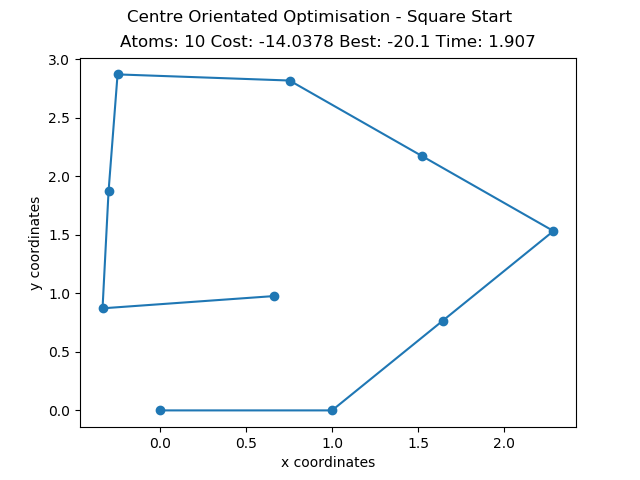 Centre Orientated Optimisation - Square Start
Atoms: 10 Cost: -14.0378 Best: -20.1 Time: 1.907
3.0
2.5
2.0
1.5
1.0
0.5
0.0
y coordinates
0.0 0.5 1.0 1.5 2.0
x coordinates